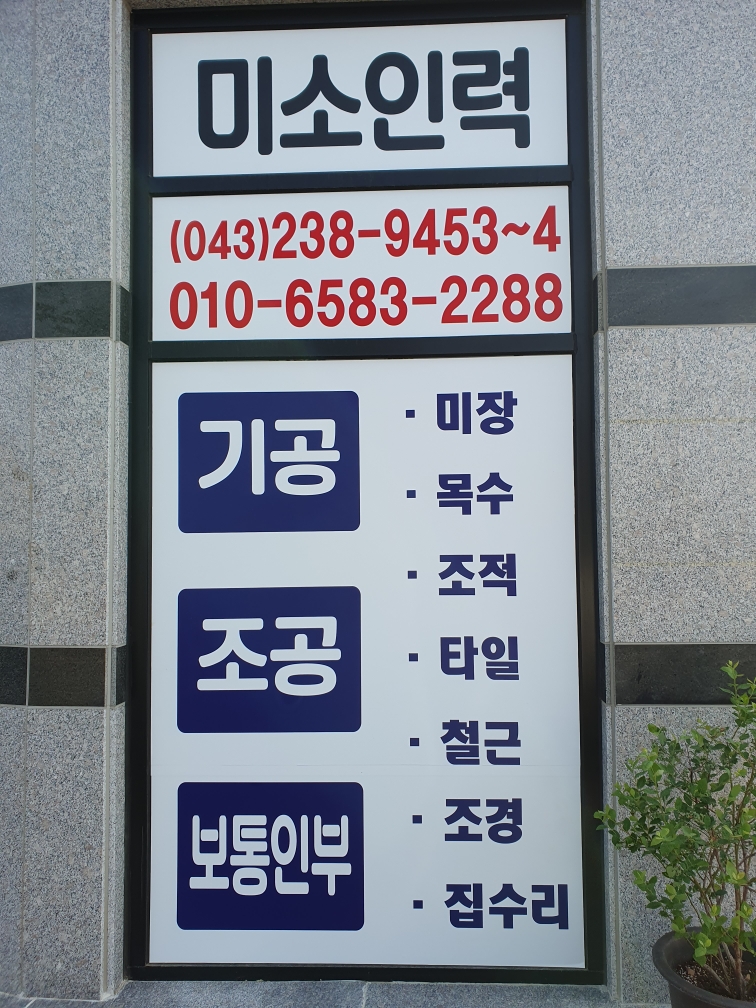 미소인력
(043)238-9453~4
010-6583-2288
기공
조공
보통인부
· 미장
· 목수
· 조적
· 타일
· 철근
· 조경
· 집수리